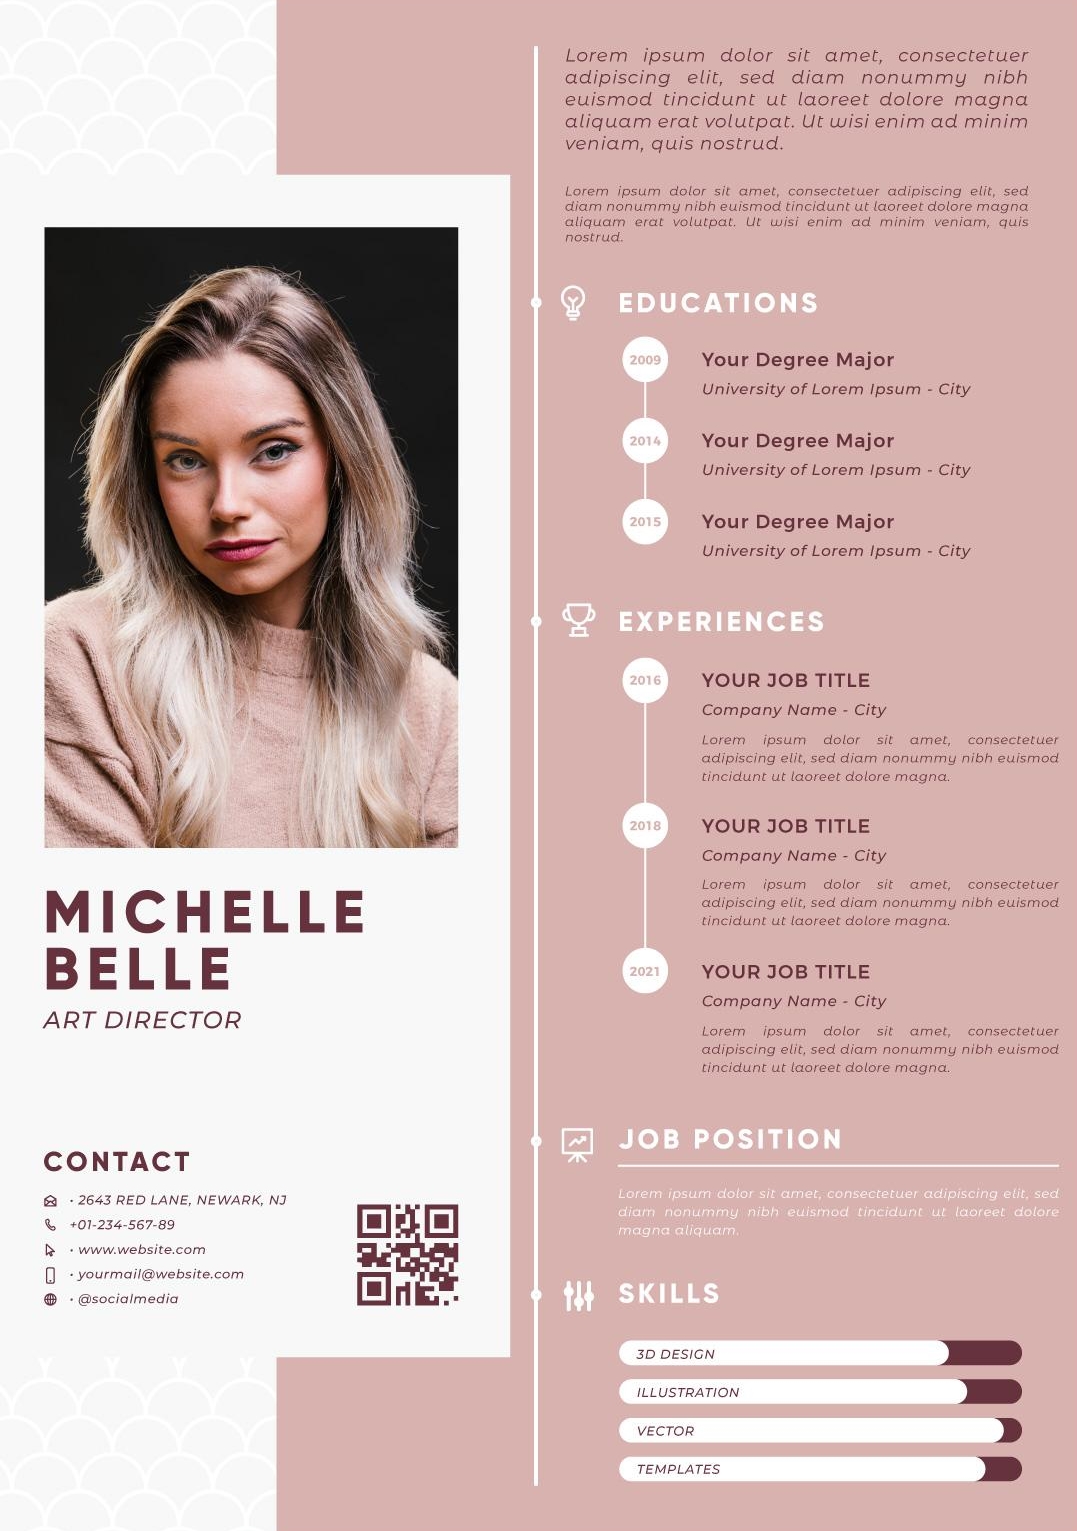 Lorem ipsum dolor sit amet, consectetuer
adipiscing elit, sed diam nonummy nibh
euismod tincidunt ut laoreet dolore magna
aliquam erat volutpat. Ut wisi enim ad minim
veniam, quis nostrud.
Lorem ipsum dolor sit amet, consectetuer adipiscing elit, sed
diam nonummy nibh euismod tincidunt ut laoreet dolore magna
aliquam erat volutpat. Ut wisi enim ad minim veniam, quis
nostrud.
EDUCATIONS
2009
Your Degree Major
University of Lorem Ipsum - City
2014
Your Degree Major
University of Lorem Ipsum - City
2015
Your Degree Major
University of Lorem Ipsum - City
EXPERIENCES
2016
YOUR JOB TITLE
Company Name - City
Lorem ipsum dolor sit amet, consectetuer
adipiscing elit, sed diam nonummy nibh euismod
tincidunt ut laoreet dolore magna.
2018
YOUR JOB TITLE
Company Name - City
Lorem ipsum dolor sit amet, consectetuer
adipiscing elit, sed diam nonummy nibh euismod
tincidunt ut laoreet dolore magna.
2021
YOUR JOB TITLE
Company Name - City
Lorem ipsum dolor sit amet, consectetuer
adipiscing elit, sed diam nonummy nibh euismod
tincidunt ut laoreet dolore magna.
JOB POSITION
Lorem ipsum dolor sit amet, consectetuer adipiscing elit, sed
diam nonummy nibh euismod tincidunt ut laoreet dolore
magna aliquam.
SKILLS
3D DESIGN
ILLUSTRATION
VECTOR
TEMPLATES
MICHELLE
BELLE
ART DIRECTOR
CONTACT
• 2643 RED LANE, NEWARK, NJ
+01-234-567-89
• www.website.com
• yourmail@website.com
• @socialmedia